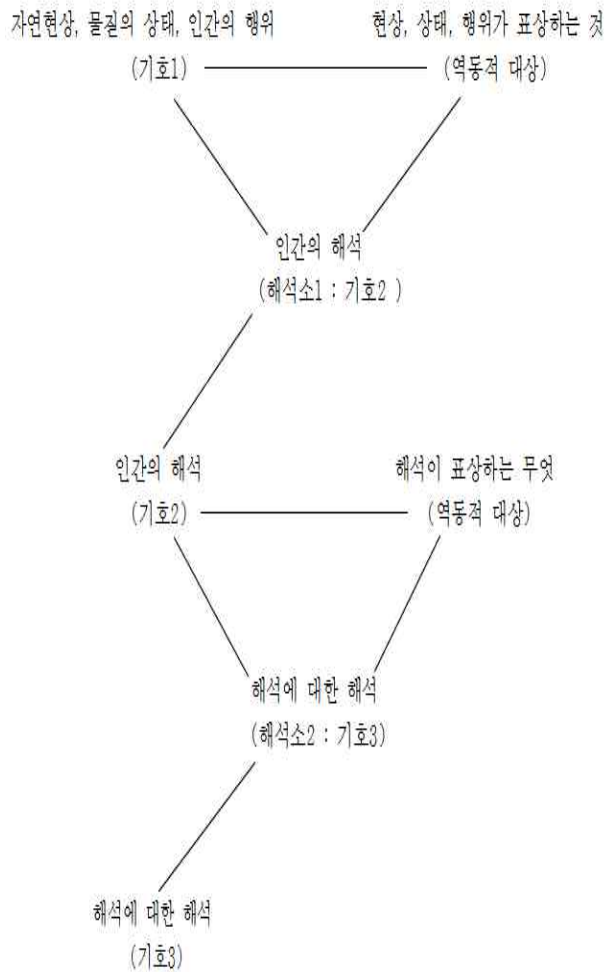 자연현상, 물질의 상태, 인간의 행위
현상, 상태, 행위가 표상하는 것
(기호1)
(역동적 대상)
인간의 해석
(해석소1 : 기호2 )
인간의 해석
해석이 표상하는 무엇
(기호2)
(역동적 대상)
해석에 대한 해석
(해석소2 : 기호3)
해석에 대한 해석
(기호3)